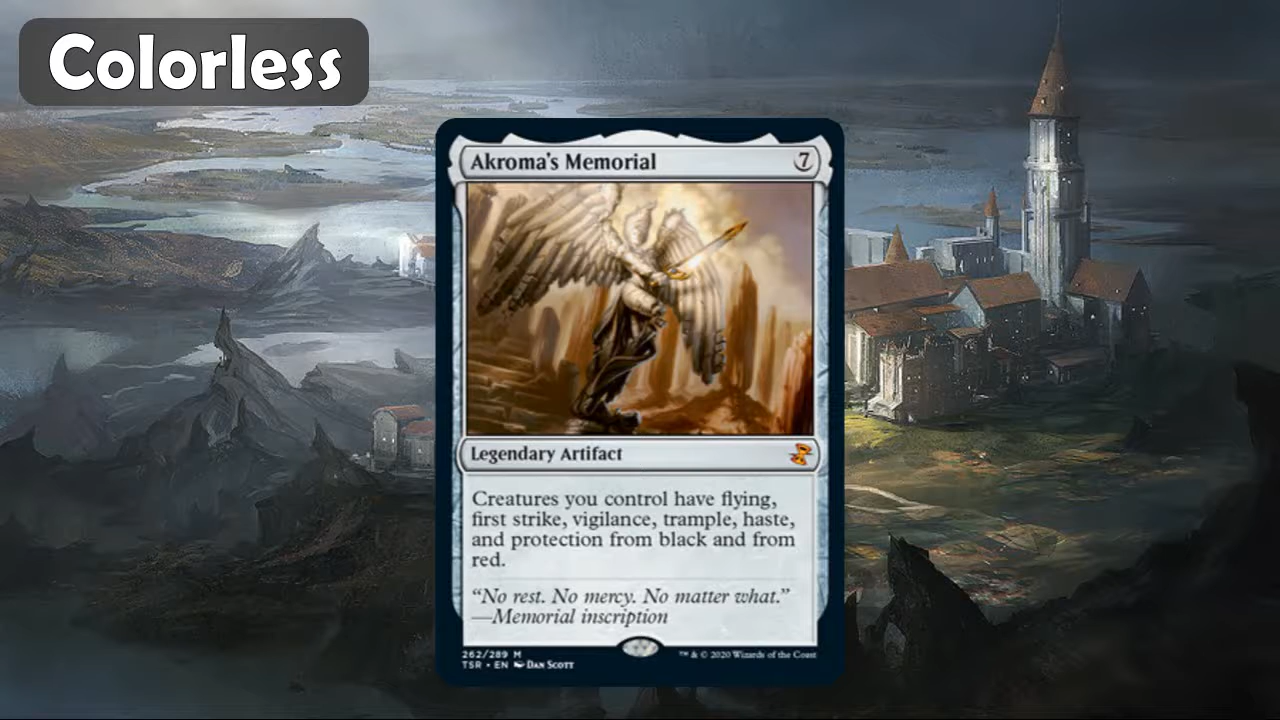 Colorless
Akroma's Memorial 7
Legendary Artifact
Creatures you control have flying,
first strike, vigilance, trample, haste,
and protection from black and from
red.
“No rest. No mercy. No matter what.”
—Memorial inscription
262/289 M
TSR • EN Dan Scott
™ & © 2020 Wizards of the Coast